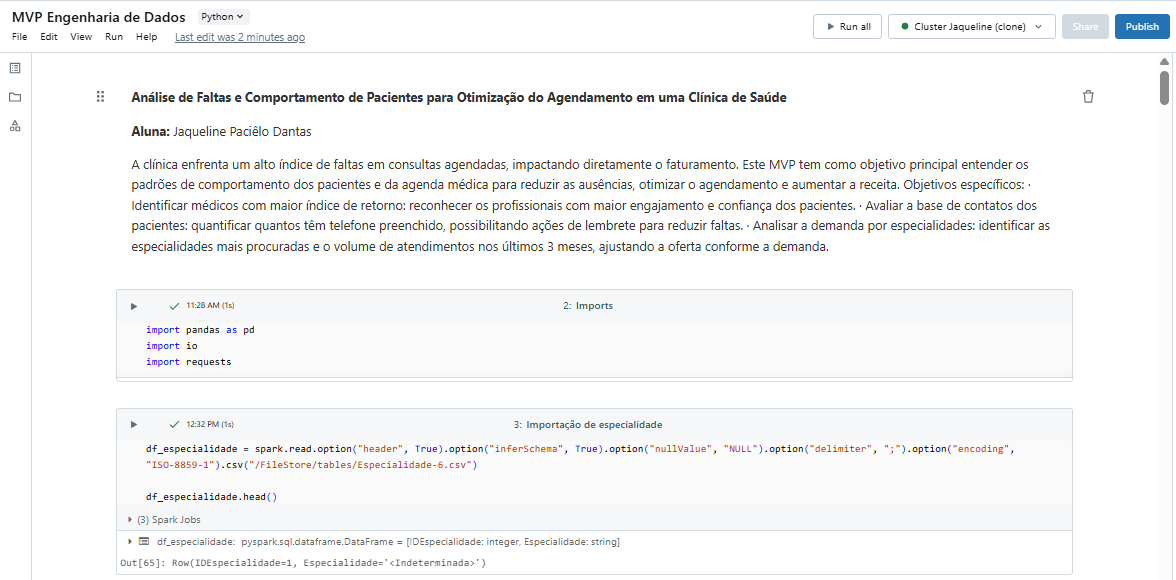 MVP Engenharia de Dados Python
File Edit View Run Help Last edit was 2 minutes ago
Run all Cluster Jaqueline (clone) Share Publish
Análise de Faltas e Comportamento de Pacientes para Otimização do Agendamento em uma Clínica de Saúde
Aluna: Jaqueline Paciêlo Dantas
A clínica enfrenta um alto índice de faltas em consultas agendadas, impactando diretamente o faturamento. Este MVP tem como objetivo principal entender os
padrões de comportamento dos pacientes e da agenda médica para reduzir as ausências, otimizar o agendamento e aumentar a receita. Objetivos específicos: ·
Identificar médicos com maior índice de retorno: reconhecer os profissionais com maior engajamento e confiança dos pacientes. · Avaliar a base de contatos dos
pacientes: quantificar quantos têm telefone preenchido, possibilitando ações de lembrete para reduzir faltas. · Analisar a demanda por especialidades: identificar as
especialidades mais procuradas e o volume de atendimentos nos últimos 3 meses, ajustando a oferta conforme a demanda.
11:28 AM (1s) 2: Imports
import pandas as pd
import io
import requests
12:32 PM (1s) 3: Importação de especialidade
df_especialidade = spark.read.option("header", True).option("inferSchema", True).option("nullValue", "NULL").option("delimiter", ";").option("encoding",
"ISO-8859-1").csv("/FileStore/tables/Especialidade-6.csv")
df_especialidade.head()
(3) Spark Jobs
df_especialidade: pyspark.sql.dataframe.DataFrame = [IDEspecialidade: integer, Especialidade: string]
Out[65]: Row(IDEspecialidade=1, Especialidade='<Indeterminada>')